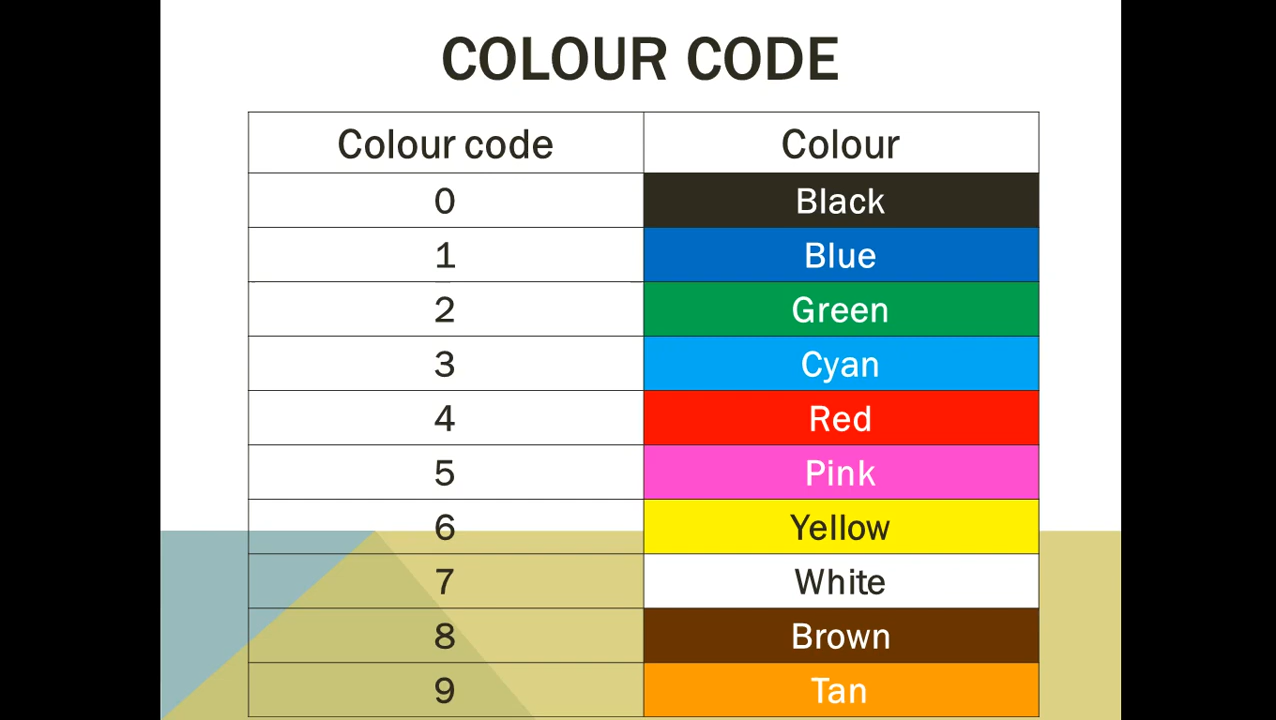 COLOUR CODE
Colour code Colour
0 Black
1 Blue
2 Green
3 Cyan
4 Red
5 Pink
6 Yellow
7 White
8 Brown
9 Tan